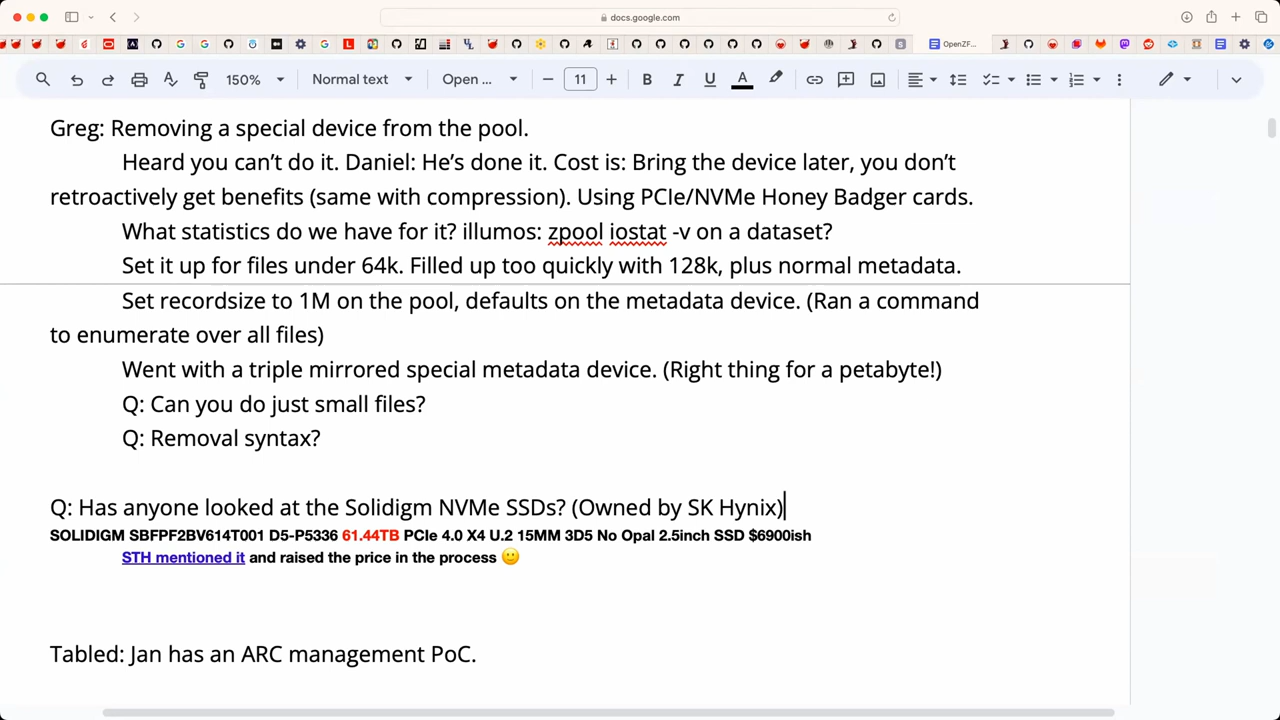 docs.google.com
OpenZF...
150%
Normal text
Open ...
11
Greg: Removing a special device from the pool.
Heard you can't do it. Daniel: He's done it. Cost is: Bring the device later, you don't
retroactively get benefits (same with compression). Using PCIe/NVMe Honey Badger cards.
What statistics do we have for it? illumos: zpool iostat -v on a dataset?
Set it up for files under 64k. Filled up too quickly with 128k, plus normal metadata.
Set recordsize to 1M on the pool, defaults on the metadata device. (Ran a command
to enumerate over all files)
Went with a triple mirrored special metadata device. (Right thing for a petabyte!)
Q: Can you do just small files?
Q: Removal syntax?
Q: Has anyone looked at the Solidigm NVMe SSDs? (Owned by SK Hynix)
SOLIDIGM SBFPF2BV614T001 D5-P5336 61.44TB PCIe 4.0 X4 U.2 15MM 3D5 No Opal 2.5inch SSD $6900ish
STH mentioned it and raised the price in the process 🙂
Tabled: Jan has an ARC management PoC.